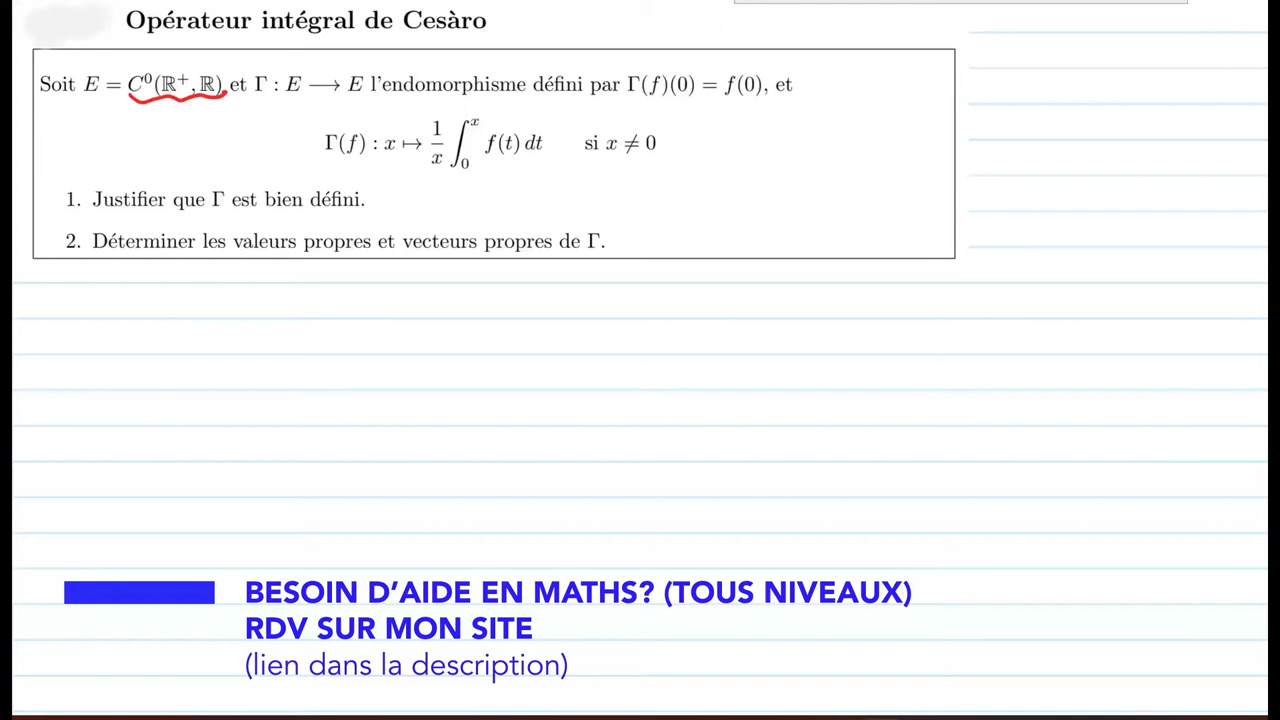 Opérateur intégral de Cesàro
Soit E = C⁰(ℝ⁺, ℝ) et Γ : E ⟶ E l'endomorphisme défini par Γ(f)(0) = f(0), et
Γ(f) : x ↦ 1/x ∫₀ˣ f(t) dt si x ≠ 0
1. Justifier que Γ est bien défini.
2. Déterminer les valeurs propres et vecteurs propres de Γ.
BESOIN D'AIDE EN MATHS? (TOUS NIVEAUX)
RDV SUR MON SITE
(lien dans la description)